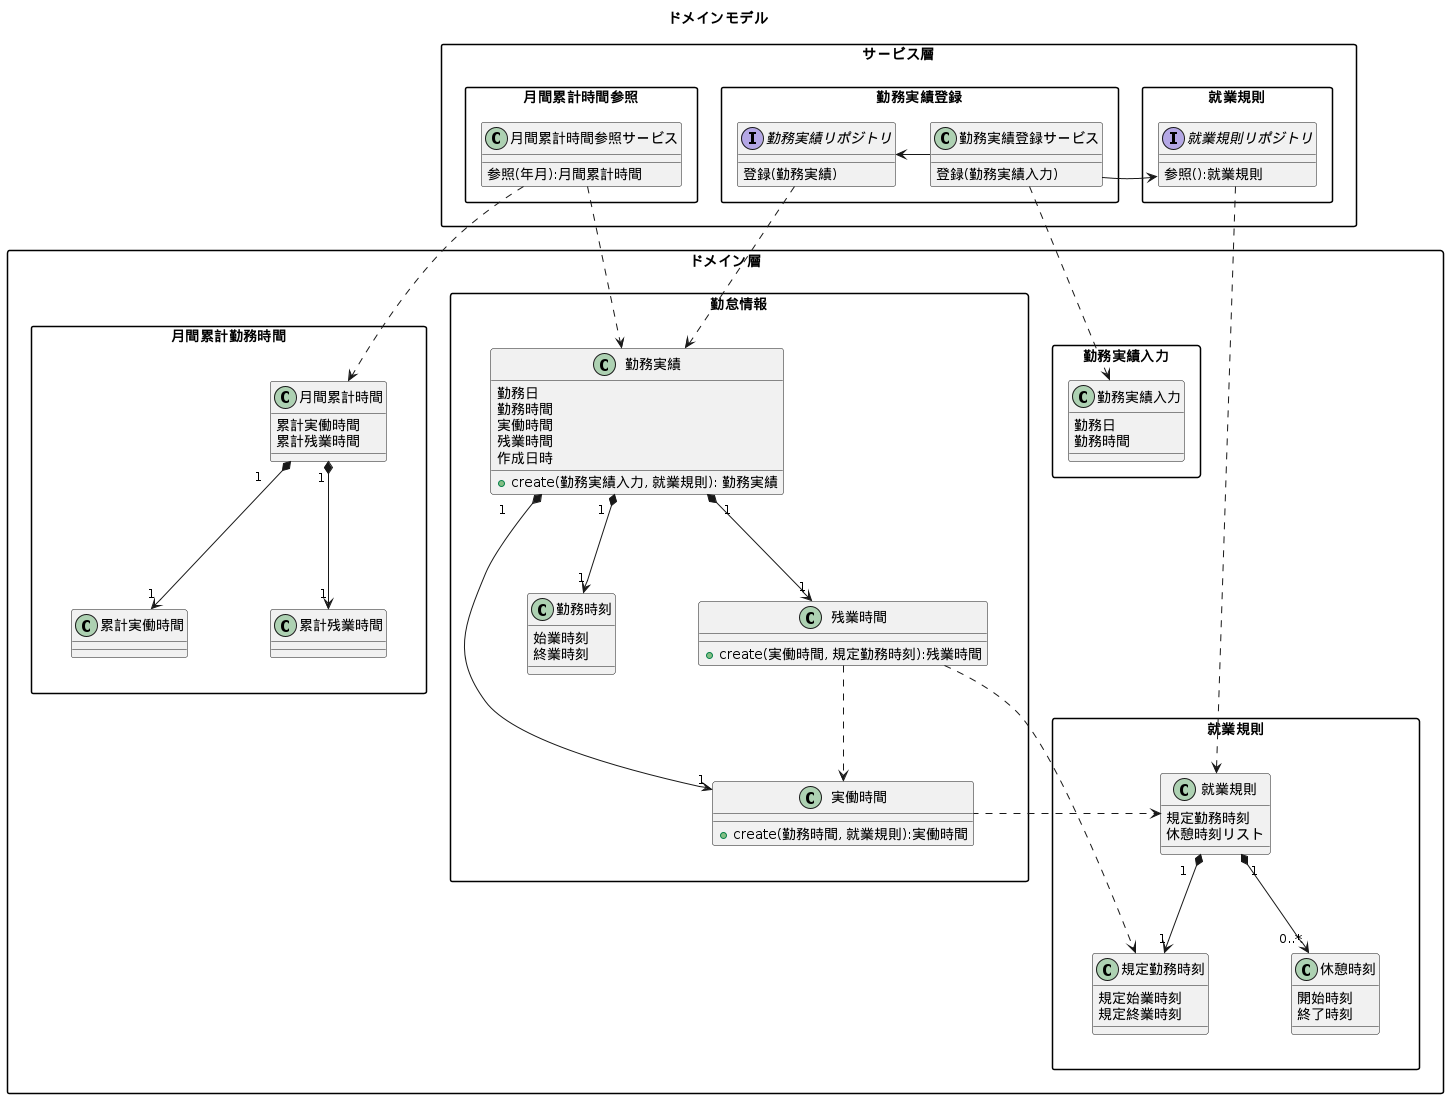 ドメインモデル
サービス層
月間累計時間参照
C 月間累計時間参照サービス
参照(年月):月間累計時間
勤務実績登録
I 勤務実績リポジトリ
登録(勤務実績)
C 勤務実績登録サービス
登録(勤務実績入力)
就業規則
I 就業規則リポジトリ
参照():就業規則
ドメイン層
月間累計勤務時間
C 月間累計時間
累計実働時間
累計残業時間
1
1
1
1
C 累計実働時間
C 累計残業時間
勤怠情報
C 勤務実績
勤務日
勤務時間
実働時間
残業時間
作成日時
create(勤務実績入力, 就業規則): 勤務実績
1
1
1
1
1
C 勤務時刻
始業時刻
終業時刻
C 残業時間
create(実働時間, 規定勤務時刻):残業時間
1
C 実働時間
create(勤務時間, 就業規則):実働時間
勤務実績入力
C 勤務実績入力
勤務日
勤務時間
就業規則
C 就業規則
規定勤務時刻
休憩時刻リスト
1
1
1
0..*
C 規定勤務時刻
規定始業時刻
規定終業時刻
C 休憩時刻
開始時刻
終了時刻